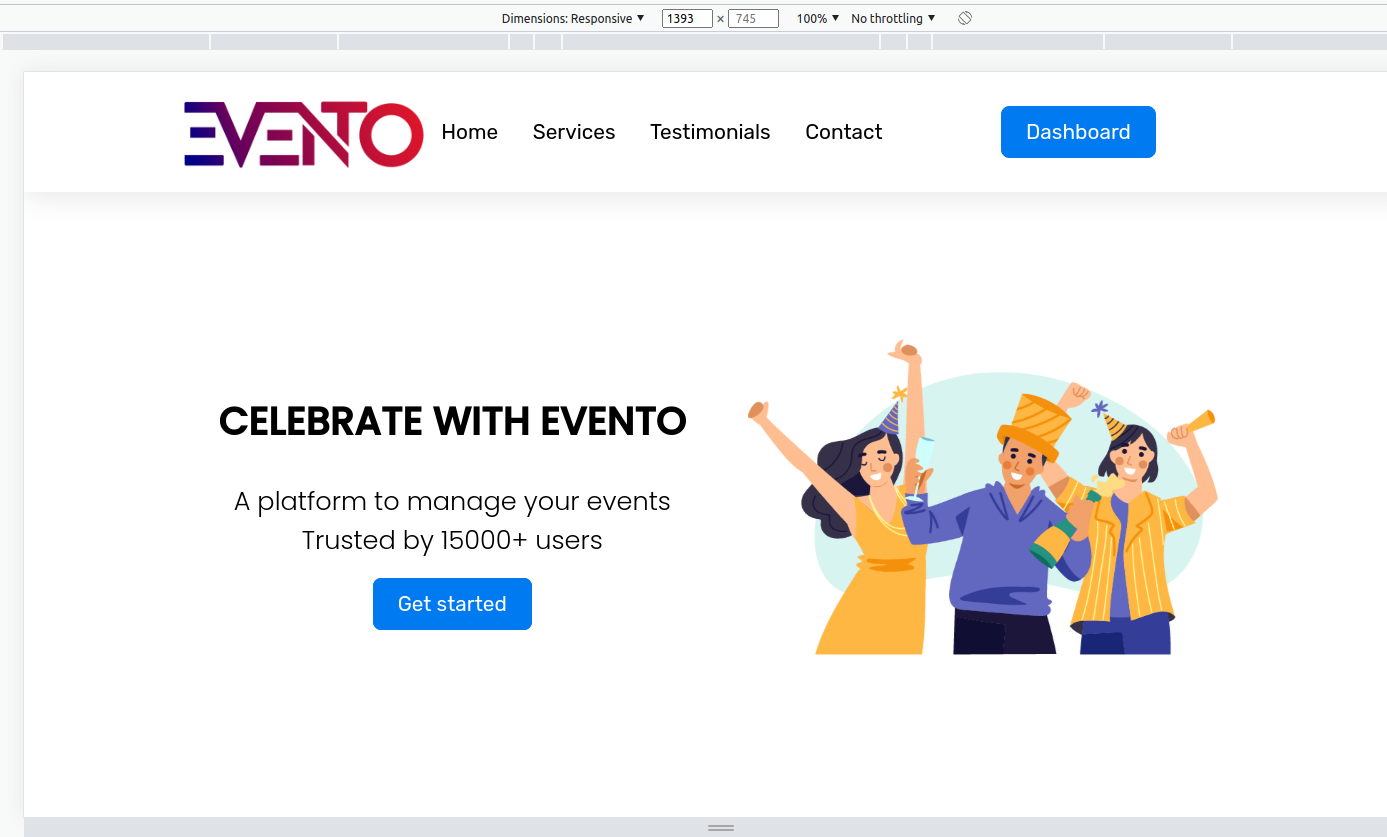 Dimensions: Responsive ▼ 1393 × 745 100% ▼ No throttling ▼
EVENTO Home Services Testimonials Contact Dashboard
CELEBRATE WITH EVENTO
A platform to manage your events
Trusted by 15000+ users
Get started